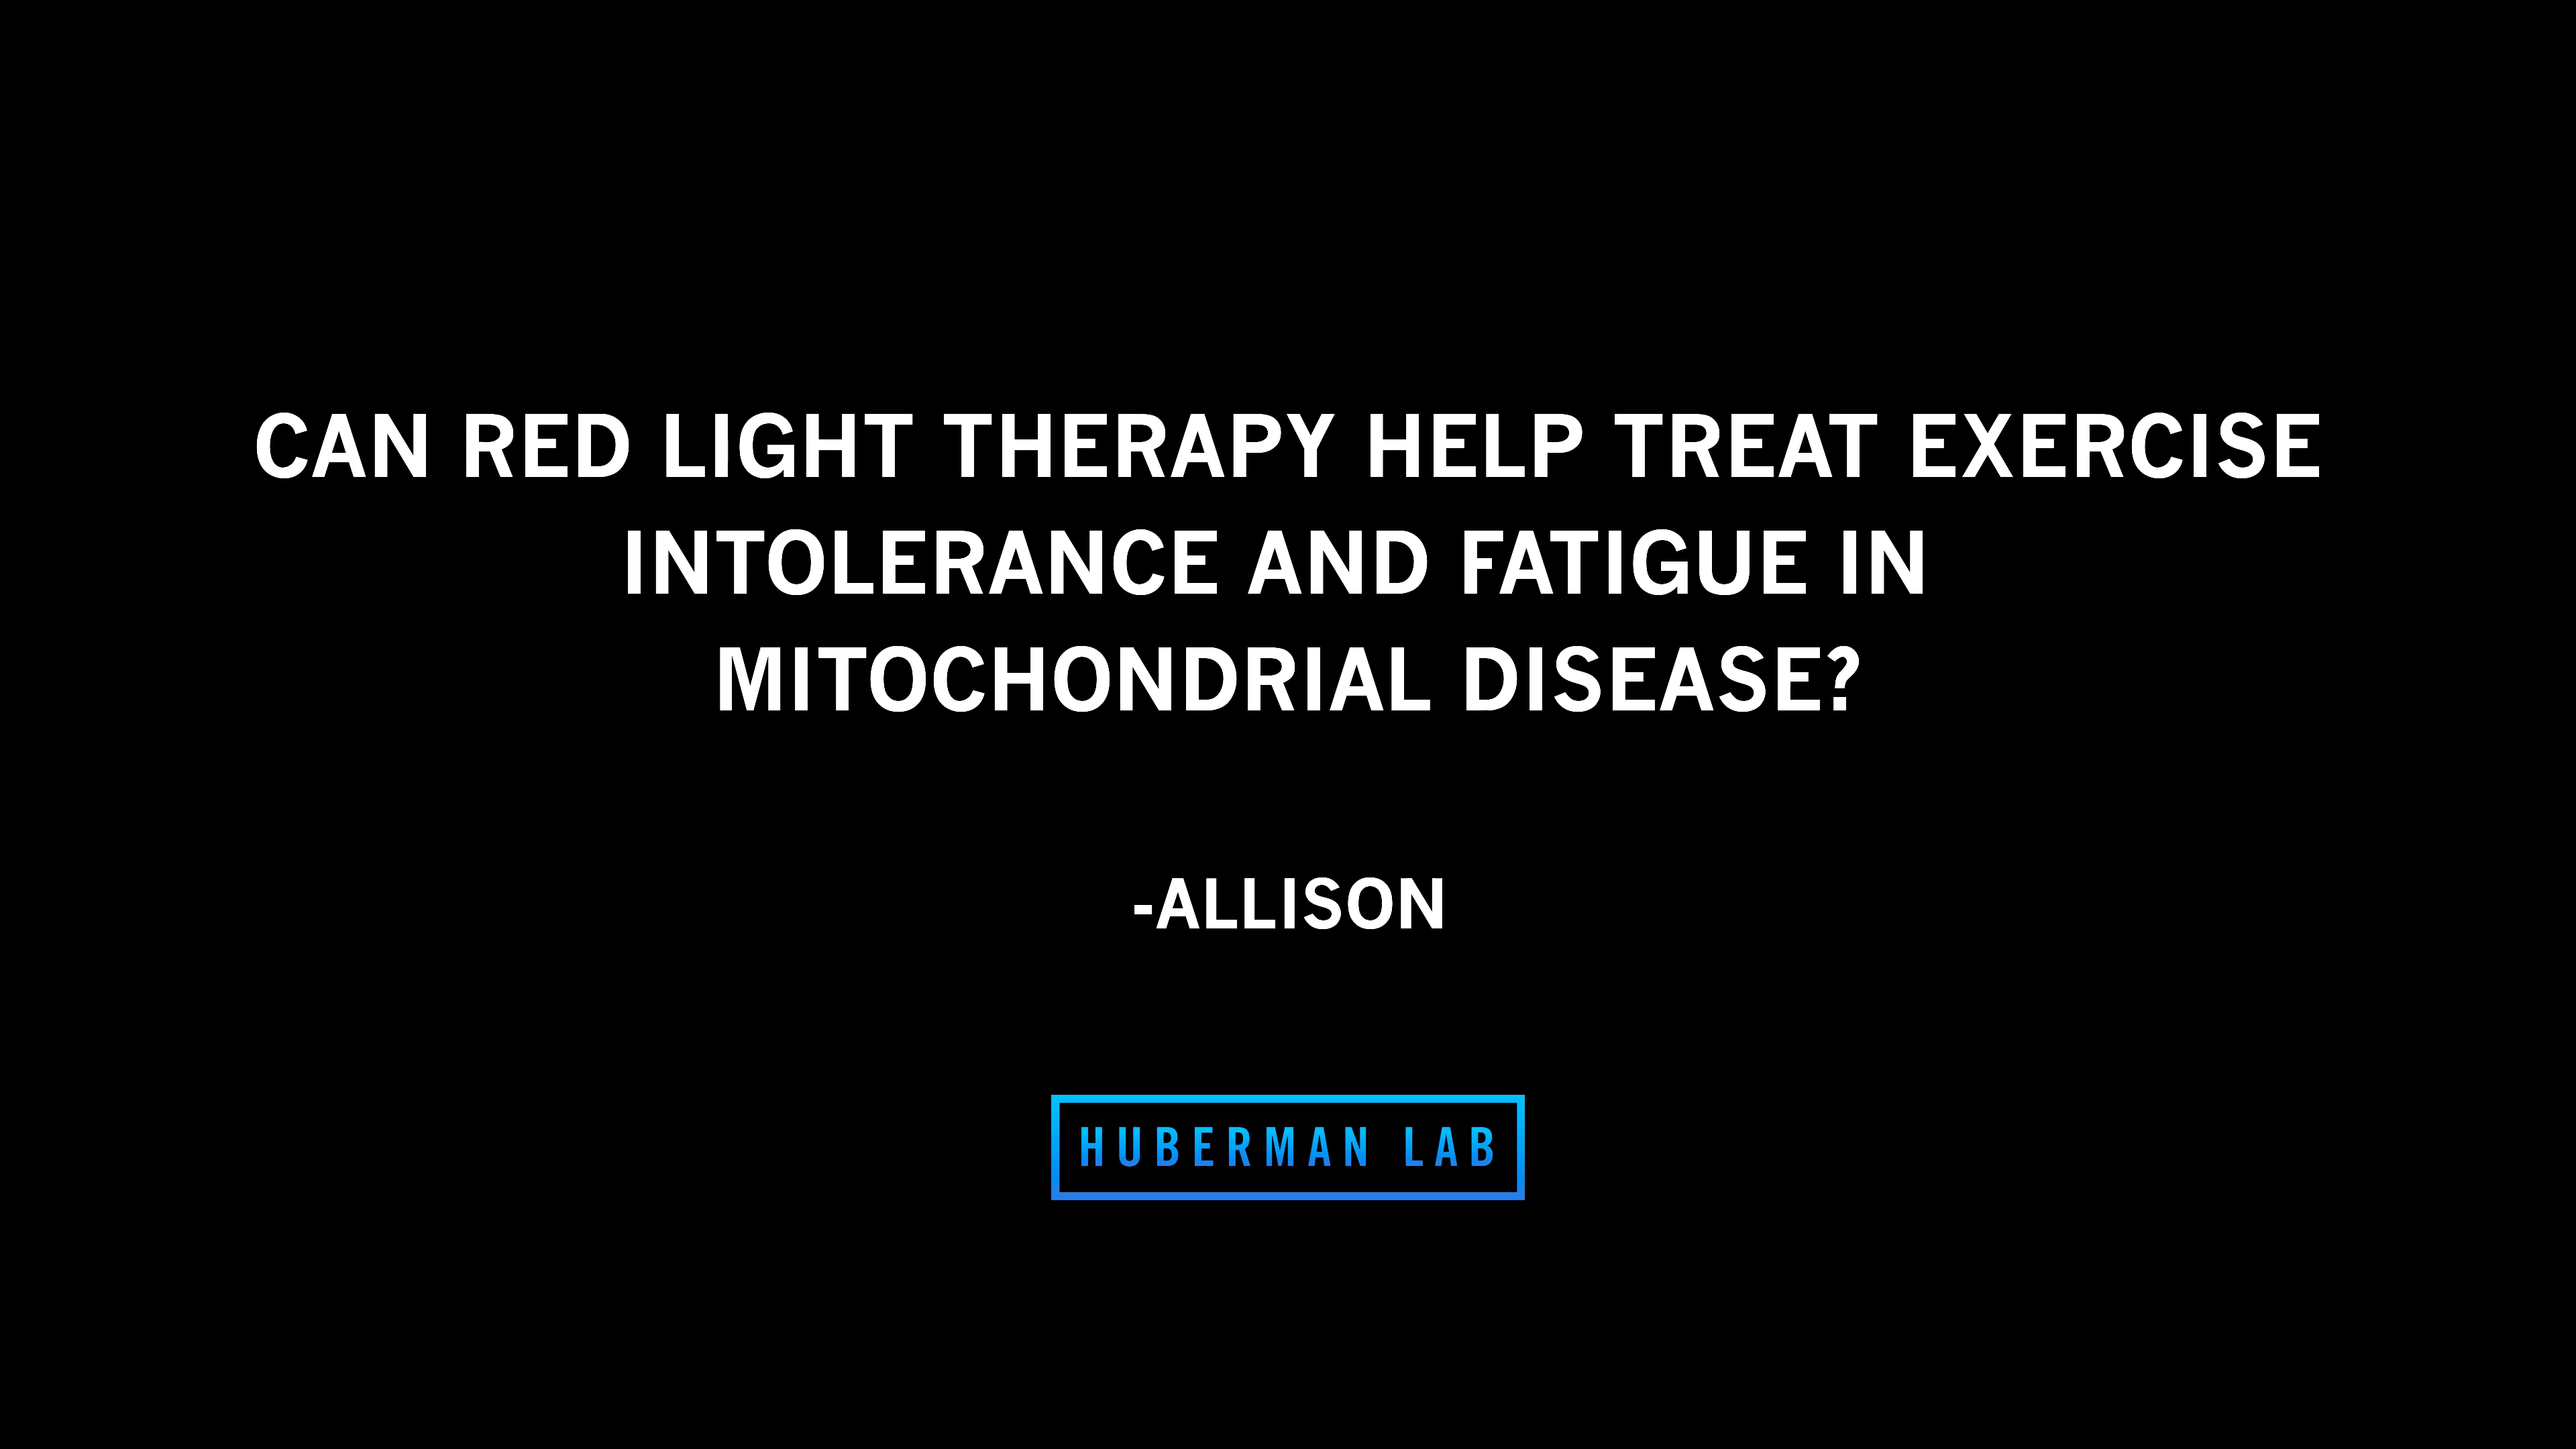 CAN RED LIGHT THERAPY HELP TREAT EXERCISE
INTOLERANCE AND FATIGUE IN
MITOCHONDRIAL DISEASE?
-ALLISON
HUBERMAN LAB